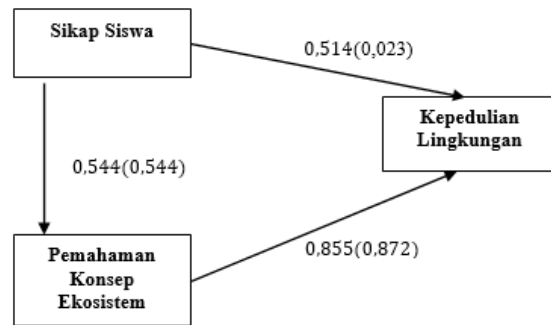 Sikap Siswa
0,514(0,023)
Kepedulian
Lingkungan
0,544(0,544)
0,855(0,872)
Pemahaman
Konsep
Ekosistem